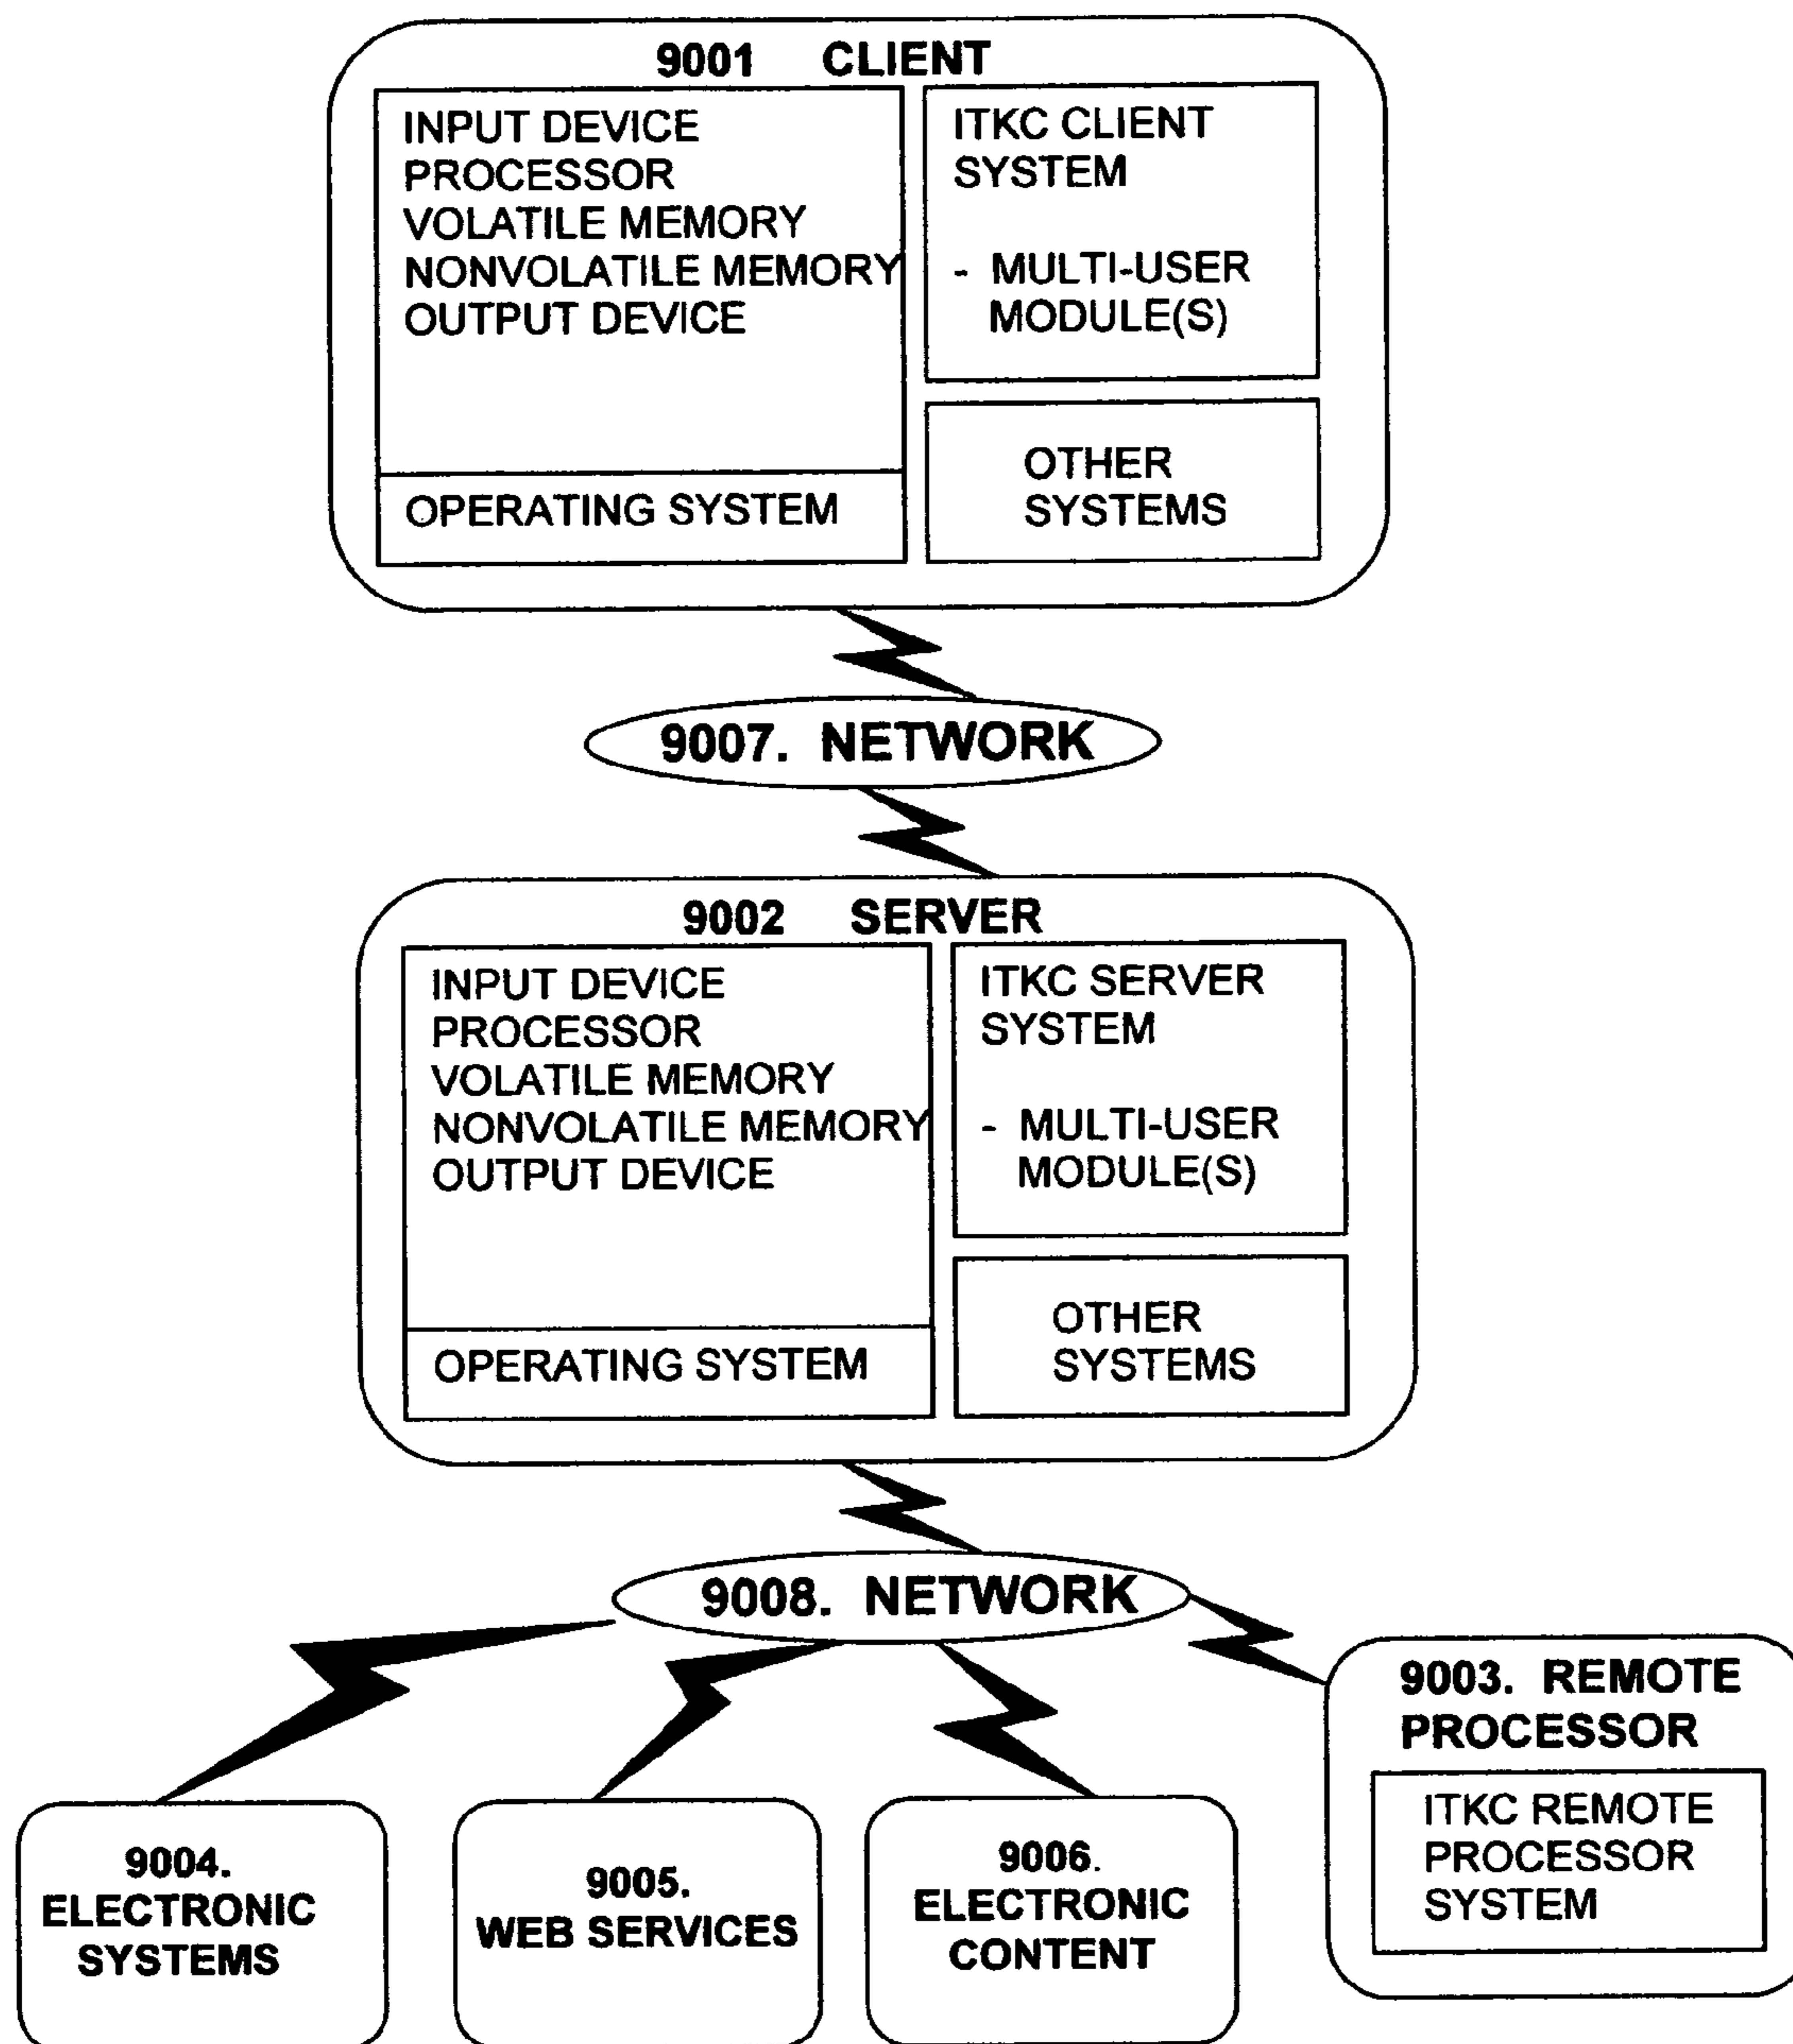 9001 CLIENT
INPUT DEVICE
PROCESSOR
VOLATILE MEMORY
NONVOLATILE MEMORY
OUTPUT DEVICE
OPERATING SYSTEM
ITKC CLIENT
SYSTEM
- MULTI-USER
MODULE(S)
OTHER
SYSTEMS
9007. NETWORK
9002 SERVER
INPUT DEVICE
PROCESSOR
VOLATILE MEMORY
NONVOLATILE MEMORY
OUTPUT DEVICE
OPERATING SYSTEM
ITKC SERVER
SYSTEM
- MULTI-USER
MODULE(S)
OTHER
SYSTEMS
9008. NETWORK
9004.
ELECTRONIC
SYSTEMS
9005.
WEB SERVICES
9006.
ELECTRONIC
CONTENT
9003. REMOTE
PROCESSOR
ITKC REMOTE
PROCESSOR
SYSTEM